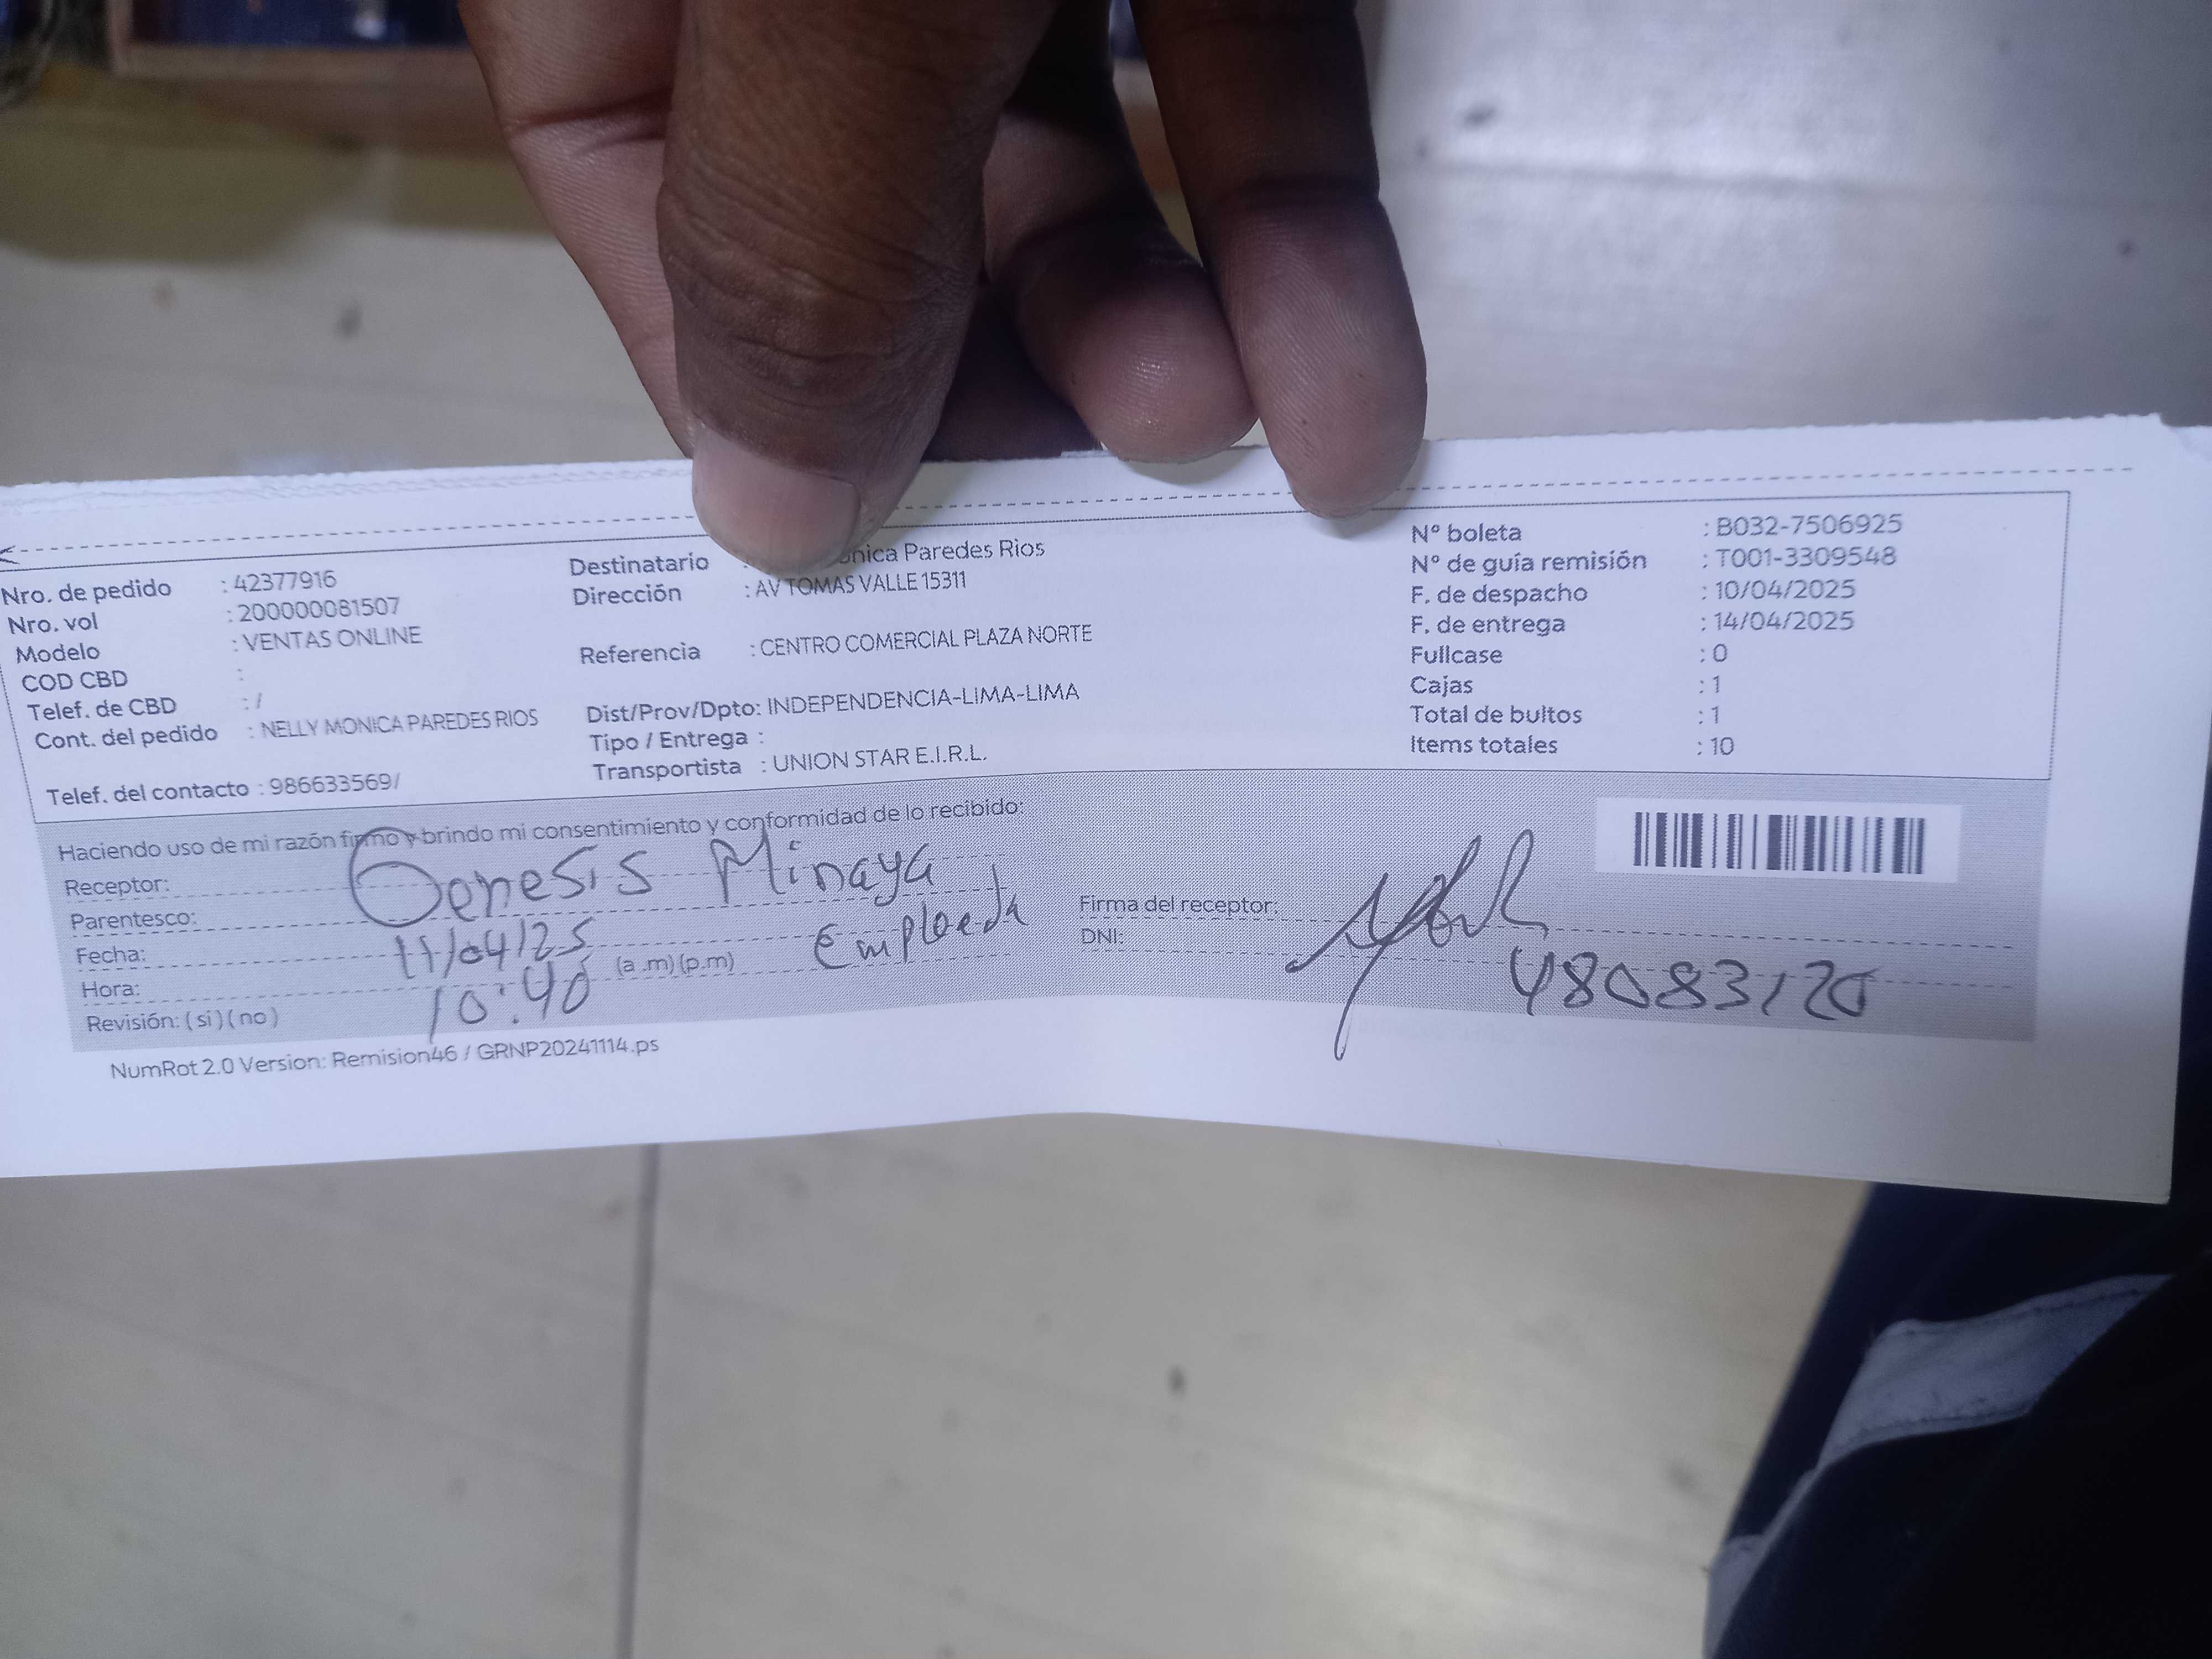 Nro. de pedido : 42377916
Nro. vol : 200000081507
Modelo : VENTAS ONLINE
COD CBD :
Telef. de CBD : /
Cont. del pedido : NELLY MONICA PAREDES RIOS
Telef. del contacto : 986633569/
Destinatario : Paredes Rios
Dirección : AV TOMAS VALLE 15311
Referencia : CENTRO COMERCIAL PLAZA NORTE
Dist/Prov/Dpto: INDEPENDENCIA-LIMA-LIMA
Tipo / Entrega :
Transportista : UNION STAR E.I.R.L.
Nº boleta : B032-7506925
Nº de guía remisión : T001-3309548
F. de despacho : 10/04/2025
F. de entrega : 14/04/2025
Fullcase : 0
Cajas : 1
Total de bultos : 1
Items totales : 10
Haciendo uso de mi razón firmo y brindo mi consentimiento y conformidad de lo recibido:
Receptor: Genesis Minaya
Parentesco: Empleada
Fecha: 11/04/25
Hora: 10:40 (a .m) (p.m)
Revisión: ( si ) ( no )
Firma del receptor:
DNI: 48083120
NumRot 2.0 Version: Remision46 / GRNP20241114.ps